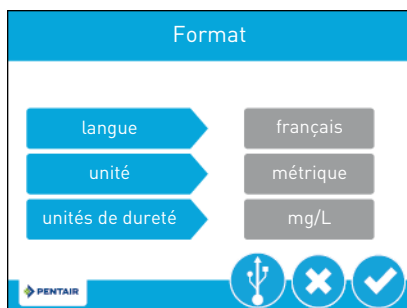 Format
langue
français
unité
métrique
unités de dureté
mg/L
PENTAIR